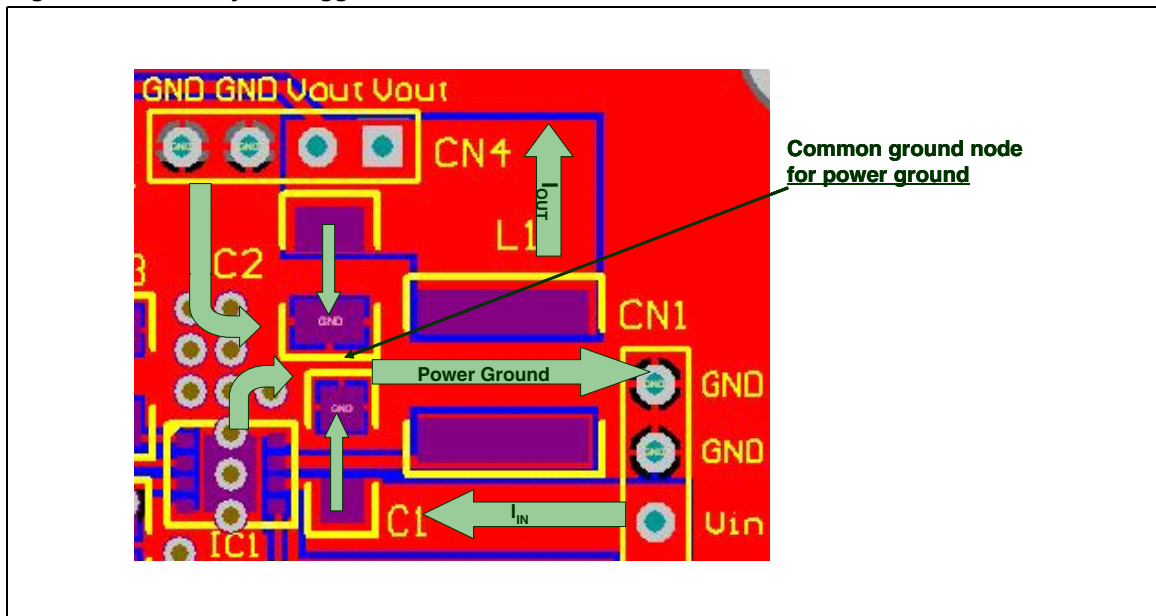 GND GND Vout Vout
CN4
Common ground node
for power ground
IOUT
L1
C2
CN1
GND
Power Ground
GND
GND
GND
C1
IIN
Vin
IC1